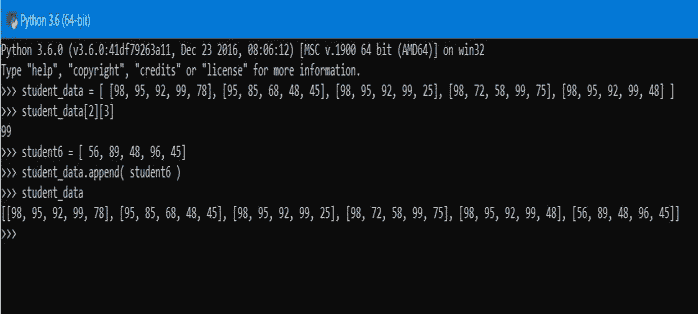 Python 3.6 (64-bit)
Python 3.6.0 (v3.6.0:41df79263a11, Dec 23 2016, 08:06:12) [MSC v.1900 64 bit (AMD64)] on win32
Type "help", "copyright", "credits" or "license" for more information.
>>> student_data = [ [98, 95, 92, 99, 78], [95, 85, 68, 48, 45], [98, 95, 92, 99, 25], [98, 72, 58, 99, 75], [98, 95, 92, 99, 48] ]
>>> student_data[2][3]
99
>>> student6 = [ 56, 89, 48, 96, 45]
>>> student_data.append( student6 )
>>> student_data
[[98, 95, 92, 99, 78], [95, 85, 68, 48, 45], [98, 95, 92, 99, 25], [98, 72, 58, 99, 75], [98, 95, 92, 99, 48], [56, 89, 48, 96, 45]]
>>>